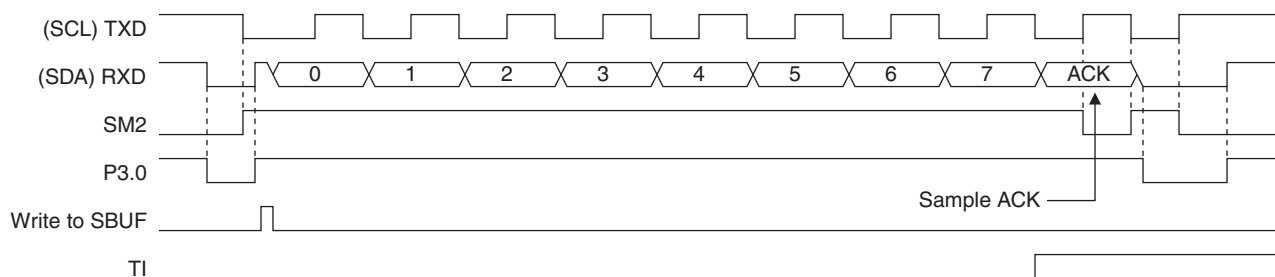 (SCL) TXD
(SDA) RXD 0 1 2 3 4 5 6 7 ACK
SM2
P3.0
Sample ACK
Write to SBUF
TI